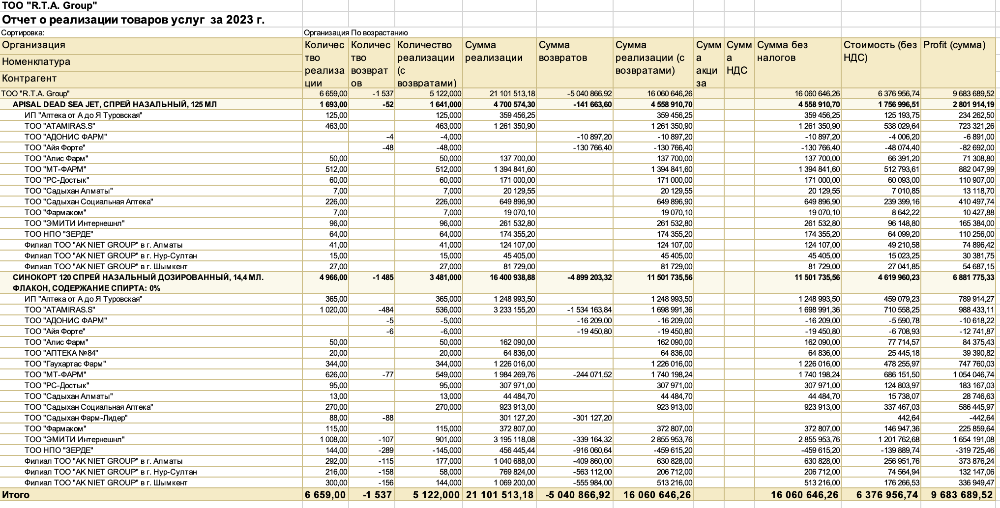 ТОО "R.T.A. Group"
Отчет о реализации товаров услуг за 2023 г.
Сортировка: Организация По возрастанию
Организация
Номенклатура
Контрагент
Количес
тво
реализа
ции
Количес
тво
возврат
ов
Количество
реализации
(с
возвратами)
Сумма
реализации
Сумма
возвратов
Сумма
реализации (с
возвратами)
Сумм
а
акци
за
Сумм
а
НДС
Сумма без
налогов
Стоимость (без
НДС)
Profit (сумма)
ТОО "R.T.A. Group" 6 659,00 -1 537 5 122,000 21 101 513,18 -5 040 866,92 16 060 646,26 16 060 646,26 6 376 956,74 9 683 689,52
APISAL DEAD SEA JET, СПРЕЙ НАЗАЛЬНЫЙ, 125 МЛ 1 693,00 -52 1 641,000 4 700 574,30 -141 663,60 4 558 910,70 4 558 910,70 1 756 996,51 2 801 914,19
ИП "Аптека от А до Я Туровская" 125,00 125,000 359 456,25 359 456,25 359 456,25 125 193,75 234 262,50
ТОО "ATAMIRAS.S" 463,00 463,000 1 261 350,90 1 261 350,90 1 261 350,90 538 029,64 723 321,26
ТОО "АДОНИС ФАРМ" -4 -4,000 -10 897,20 -10 897,20 -10 897,20 -4 006,20 -6 891,00
ТОО "Айя Форте" -48 -48,000 -130 766,40 -130 766,40 -130 766,40 -48 074,40 -82 692,00
ТОО "Алис Фарм" 50,00 50,000 137 700,00 137 700,00 137 700,00 66 391,20 71 308,80
ТОО "МТ-ФАРМ" 512,00 512,000 1 394 841,60 1 394 841,60 1 394 841,60 512 793,61 882 047,99
ТОО "РС-Достык" 60,00 60,000 171 000,00 171 000,00 171 000,00 60 093,00 110 907,00
ТОО "Садыхан Алматы" 7,00 7,000 20 129,55 20 129,55 20 129,55 7 010,85 13 118,70
ТОО "Садыхан Социальная Аптека" 226,00 226,000 649 896,90 649 896,90 649 896,90 239 399,16 410 497,74
ТОО "Фармаком" 7,00 7,000 19 070,10 19 070,10 19 070,10 8 642,22 10 427,88
ТОО "ЭМИТИ Интернешнл" 96,00 96,000 261 532,80 261 532,80 261 532,80 96 148,80 165 384,00
ТОО НПО "ЗЕРДЕ" 64,00 64,000 174 355,20 174 355,20 174 355,20 64 099,20 110 256,00
Филиал ТОО "AK NIET GROUP" в г. Алматы 41,00 41,000 124 107,00 124 107,00 124 107,00 49 210,58 74 896,42
Филиал ТОО "AK NIET GROUP" в г. Нур-Султан 15,00 15,000 45 405,00 45 405,00 45 405,00 15 023,25 30 381,75
Филиал ТОО "AK NIET GROUP" в г. Шымкент 27,00 27,000 81 729,00 81 729,00 81 729,00 27 041,85 54 687,15
СИНОКОРТ 120 СПРЕЙ НАЗАЛЬНЫЙ ДОЗИРОВАННЫЙ, 14,4 МЛ. 4 966,00 -1 485 3 481,000 16 400 938,88 -4 899 203,32 11 501 735,56 11 501 735,56 4 619 960,23 6 881 775,33
ФЛАКОН, СОДЕРЖАНИЕ СПИРТА: 0%
ИП "Аптека от А до Я Туровская" 365,00 365,000 1 248 993,50 1 248 993,50 1 248 993,50 459 079,23 789 914,27
ТОО "ATAMIRAS.S" 1 020,00 -484 536,000 3 233 155,20 -1 534 163,84 1 698 991,36 1 698 991,36 710 558,25 988 433,11
ТОО "АДОНИС ФАРМ" -5 -5,000 -16 209,00 -16 209,00 -16 209,00 -5 590,78 -10 618,22
ТОО "Айя Форте" -6 -6,000 -19 450,80 -19 450,80 -19 450,80 -6 708,93 -12 741,87
ТОО "Алис Фарм" 50,00 50,000 162 090,00 162 090,00 162 090,00 77 714,57 84 375,43
ТОО "АПТЕКА №84" 20,00 20,000 64 836,00 64 836,00 64 836,00 25 445,18 39 390,82
ТОО "Гаухартас Фарм" 344,00 344,000 1 226 016,00 1 226 016,00 1 226 016,00 478 255,97 747 760,03
ТОО "МТ-ФАРМ" 626,00 -77 549,000 1 984 269,76 -244 071,52 1 740 198,24 1 740 198,24 686 151,50 1 054 046,74
ТОО "РС-Достык" 95,00 95,000 307 971,00 307 971,00 307 971,00 124 803,97 183 167,03
ТОО "Садыхан Алматы" 13,00 13,000 44 484,70 44 484,70 44 484,70 15 738,07 28 746,63
ТОО "Садыхан Социальная Аптека" 270,00 270,000 923 913,00 923 913,00 923 913,00 337 467,03 586 445,97
ТОО "Садыхан Фарм-Лидер" 88,00 -88 301 127,20 -301 127,20 442,64 -442,64
ТОО "Фармаком" 115,00 115,000 372 807,00 372 807,00 372 807,00 146 947,36 225 859,64
ТОО "ЭМИТИ Интернешнл" 1 008,00 -107 901,000 3 195 118,08 -339 164,32 2 855 953,76 2 855 953,76 1 201 762,68 1 654 191,08
ТОО НПО "ЗЕРДЕ" 144,00 -289 -145,000 456 445,44 -916 060,64 -459 615,20 -459 615,20 -139 889,74 -319 725,46
Филиал ТОО "AK NIET GROUP" в г. Алматы 292,00 -115 177,000 1 040 688,00 -409 860,00 630 828,00 630 828,00 256 951,76 373 876,24
Филиал ТОО "AK NIET GROUP" в г. Нур-Султан 216,00 -158 58,000 769 824,00 -563 112,00 206 712,00 206 712,00 74 564,94 132 147,06
Филиал ТОО "AK NIET GROUP" в г. Шымкент 300,00 -156 144,000 1 069 200,00 -555 984,00 513 216,00 513 216,00 176 266,53 336 949,47
Итого 6 659,00 -1 537 5 122,000 21 101 513,18 -5 040 866,92 16 060 646,26 16 060 646,26 6 376 956,74 9 683 689,52